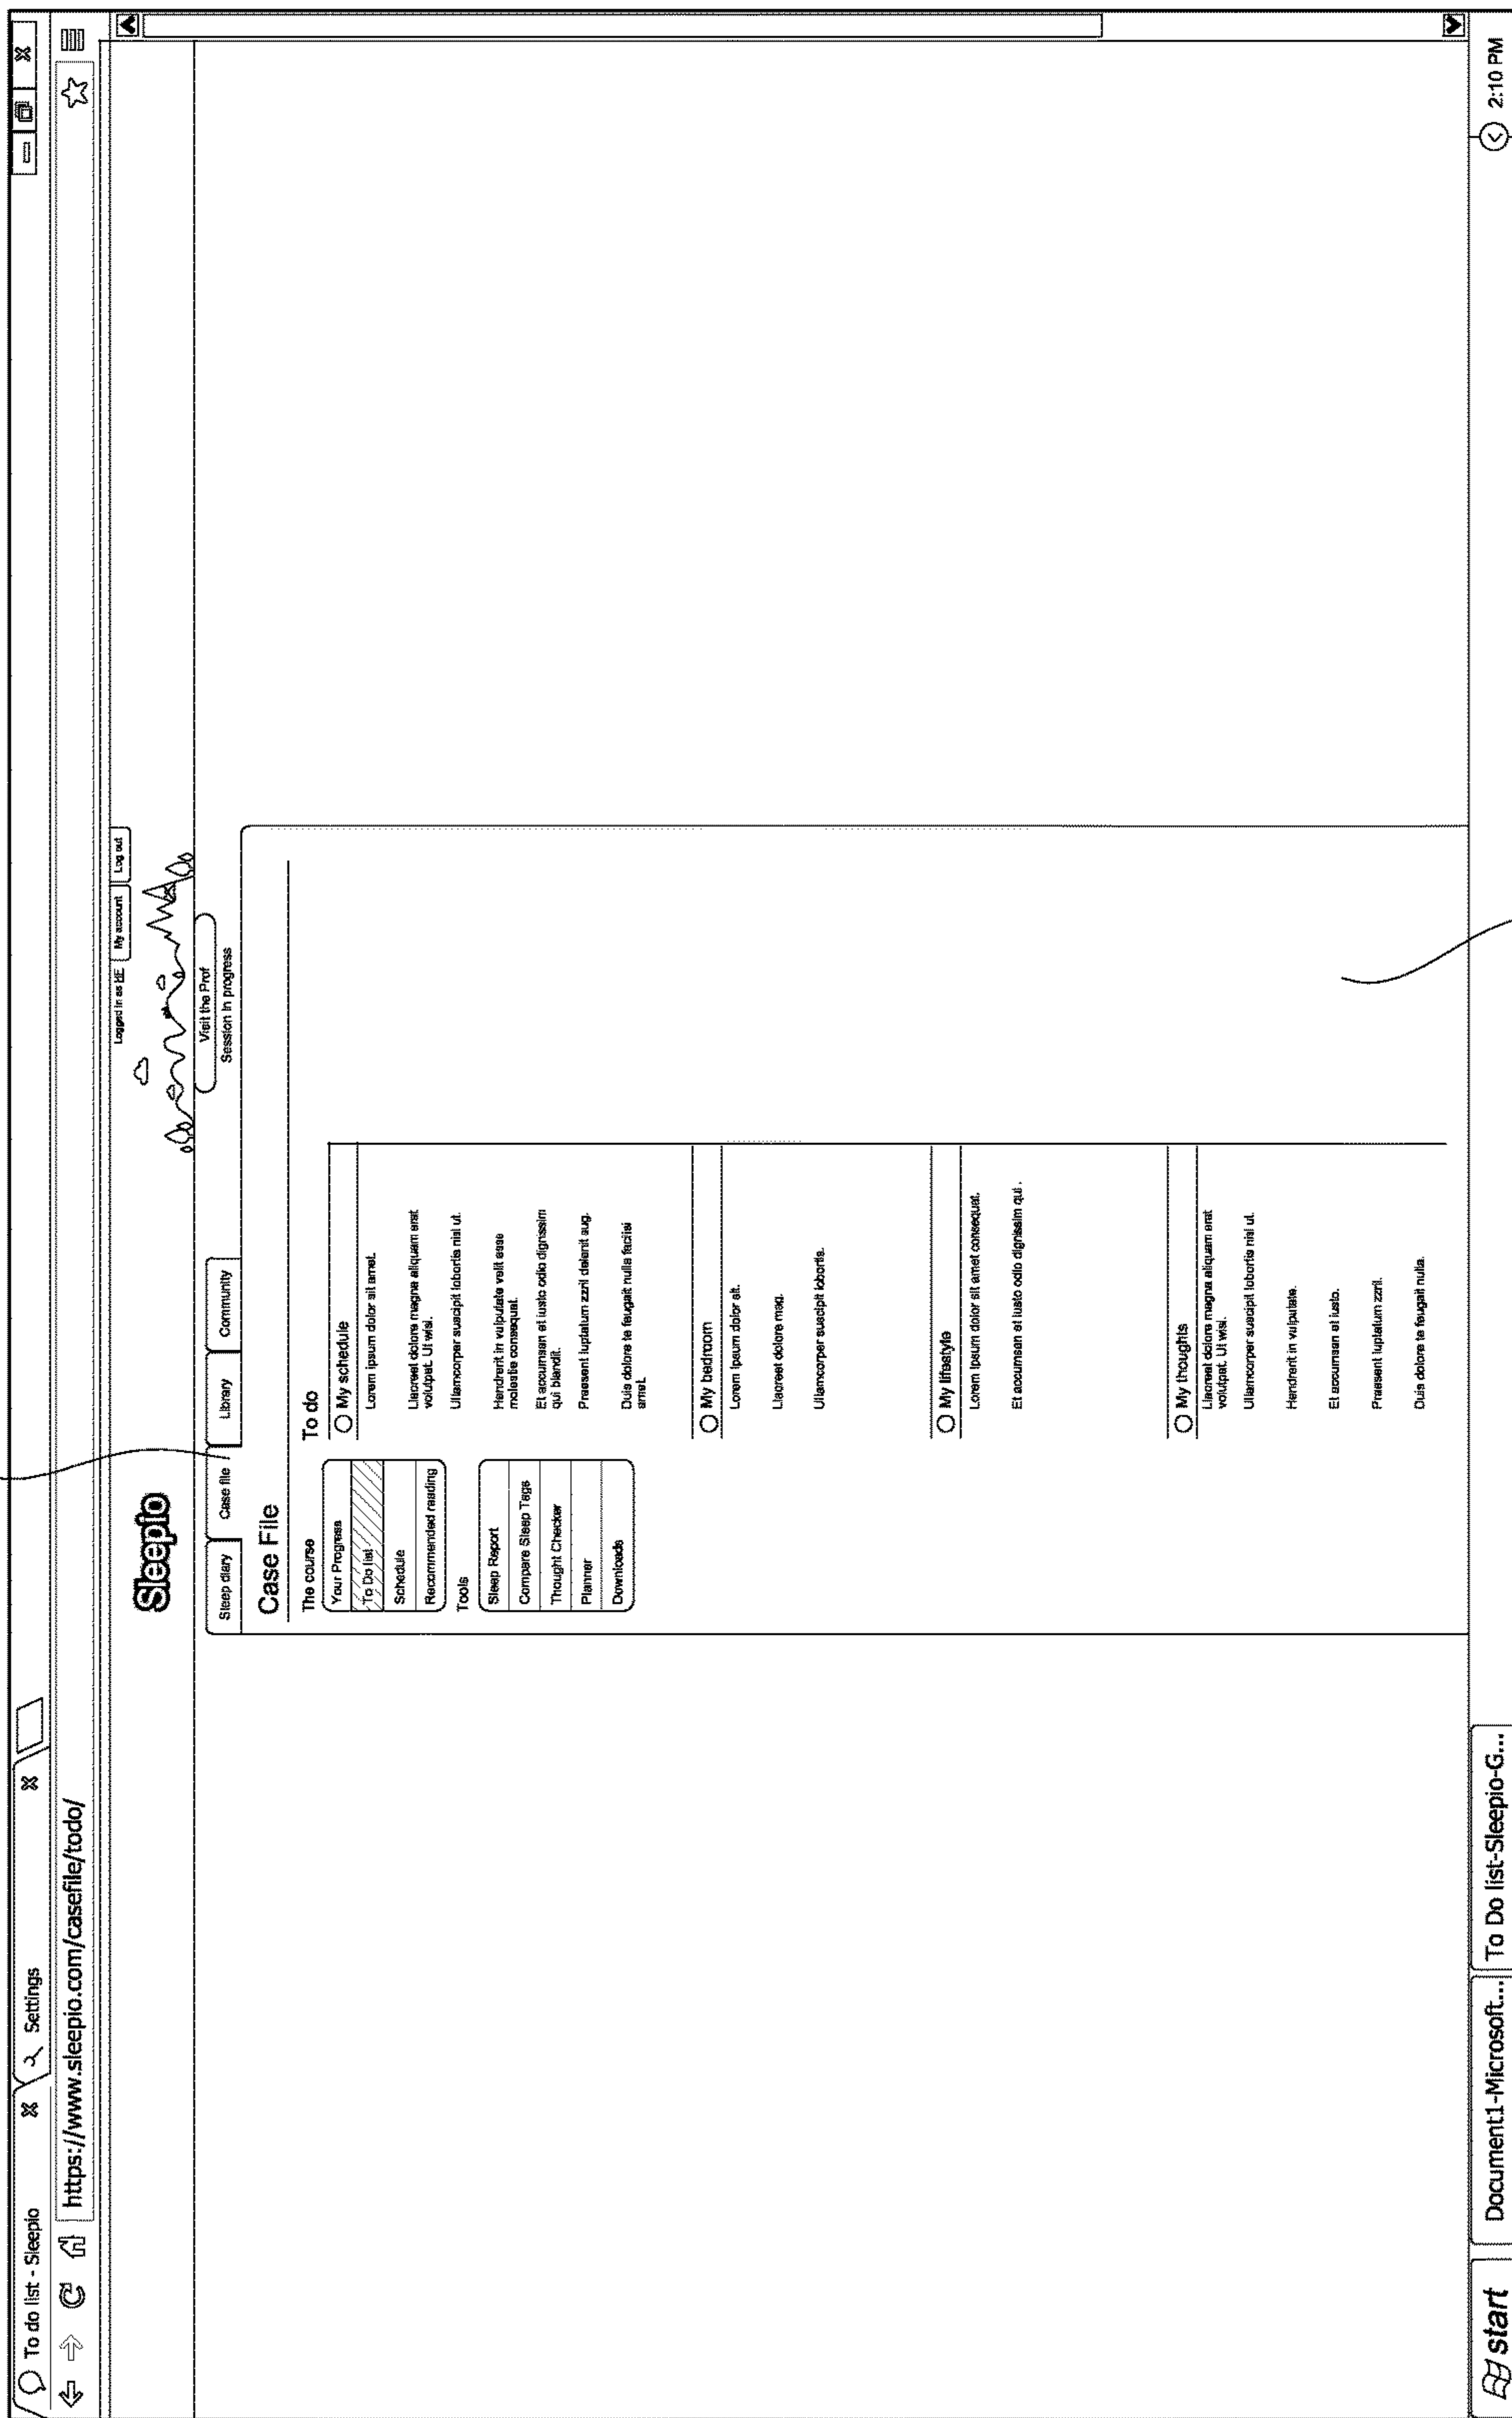 To do list - Sleepio
Settings
https://www.sleepio.com/casefile/todo/
Logged in as HE
My account
Log out
Sleepio
Visit the Prof
Session in progress
Sleep diary
Case file
Library
Community
Case File
The course
Your Progress
To Do list
Schedule
Recommended reading
Tools
Sleep Report
Compare Sleep Tags
Thought Checker
Planner
Downloads
To do
My schedule
Lorem ipsum dolor sit amet.
Llacreet dolore magna aliquam erat
volutpat. Ut wisi.
Ullamcorper suscipit lobortis nisl ut.
Hendrerit in vulputate velit esse
molestie consequat.
Et accumsan et iusto odio dignissim
qui blandit.
Praesent luptatum zzril delenit aug.
Duis dolore te feugait nulla facilisi
amet.
My bedroom
Lorem ipsum dolor sit.
Llacreet dolore mag.
Ullamcorper suscipit lobortis.
My lifestyle
Lorem ipsum dolor sit amet consequat.
Et accumsan et iusto odio dignissim qui .
My thoughts
Llacreet dolore magna aliquam erat
volutpat. Ut wisi.
Ullamcorper suscipit lobortis nisl ut.
Hendrerit in vulputate.
Et accumsan et iusto.
Praesent luptatum zzril.
Duis dolore te feugait nulla.
start
Document1-Microsoft...
To Do list-Sleepio-G...
2:10 PM